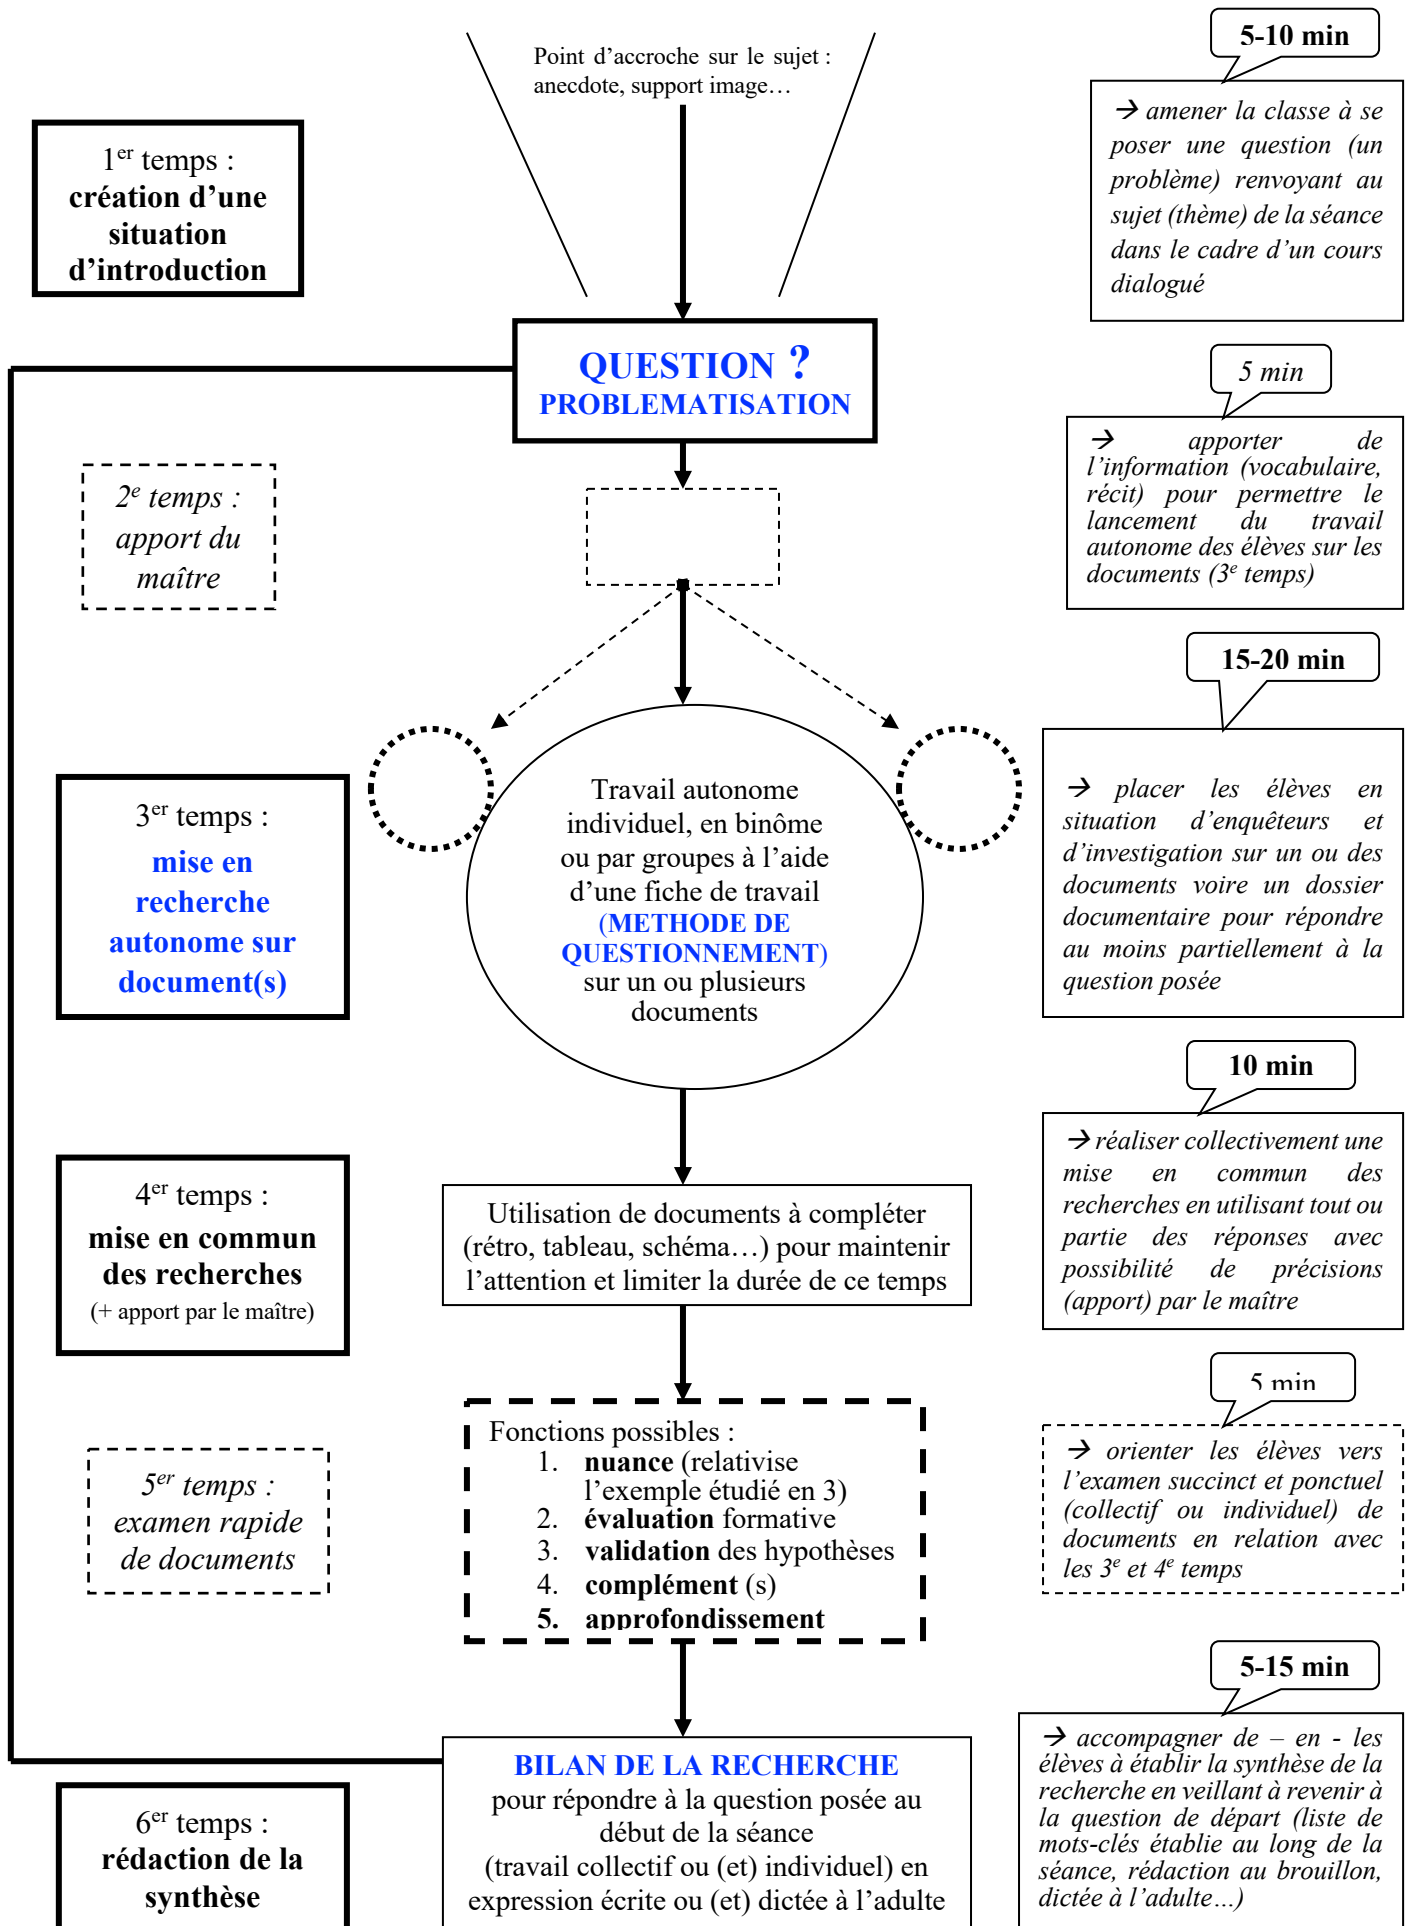 Point d’accroche sur le sujet :
anecdote, support image…
5-10 min
→ amener la classe à se
poser une question (un
problème) renvoyant au
sujet (thème) de la séance
dans le cadre d’un cours
dialogué
1er temps :
création d’une
situation
d’introduction
QUESTION ?
PROBLEMATISATION
5 min
→ apporter de
l’information (vocabulaire,
récit) pour permettre le
lancement du travail
autonome des élèves sur les
documents (3e temps)
2e temps :
apport du
maître
15-20 min
→ placer les élèves en
situation d’enquêteurs et
d’investigation sur un ou des
documents voire un dossier
documentaire pour répondre
au moins partiellement à la
question posée
3er temps :
mise en
recherche
autonome sur
document(s)
Travail autonome
individuel, en binôme
ou par groupes à l’aide
d’une fiche de travail
(METHODE DE
QUESTIONNEMENT)
sur un ou plusieurs
documents
10 min
→ réaliser collectivement une
mise en commun des
recherches en utilisant tout ou
partie des réponses avec
possibilité de précisions
(apport) par le maître
4er temps :
mise en commun
des recherches
(+ apport par le maître)
Utilisation de documents à compléter
(rétro, tableau, schéma…) pour maintenir
l’attention et limiter la durée de ce temps
5 min
→ orienter les élèves vers
l’examen succinct et ponctuel
(collectif ou individuel) de
documents en relation avec
les 3e et 4e temps
5er temps :
examen rapide
de documents
Fonctions possibles :
1. nuance (relativise
l’exemple étudié en 3)
2. évaluation formative
3. validation des hypothèses
4. complément (s)
5. approfondissement
5-15 min
→ accompagner de – en - les
élèves à établir la synthèse de la
recherche en veillant à revenir à
la question de départ (liste de
mots-clés établie au long de la
séance, rédaction au brouillon,
dictée à l’adulte…)
6er temps :
rédaction de la
synthèse
BILAN DE LA RECHERCHE
pour répondre à la question posée au
début de la séance
(travail collectif ou (et) individuel) en
expression écrite ou (et) dictée à l’adulte